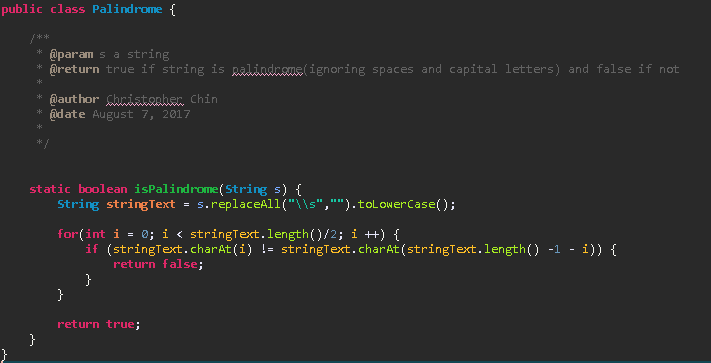 public class Palindrome {
/**
* @param s a string
* @return true if string is palindrome(ignoring spaces and capital letters) and false if not
*
* @author Christopher Chin
* @date August 7, 2017
*
*/
static boolean isPalindrome(String s) {
String stringText = s.replaceAll("\\s","").toLowerCase();
for(int i = 0; i < stringText.length()/2; i ++) {
if (stringText.charAt(i) != stringText.charAt(stringText.length() -1 - i)) {
return false;
}
}
return true;
}
}